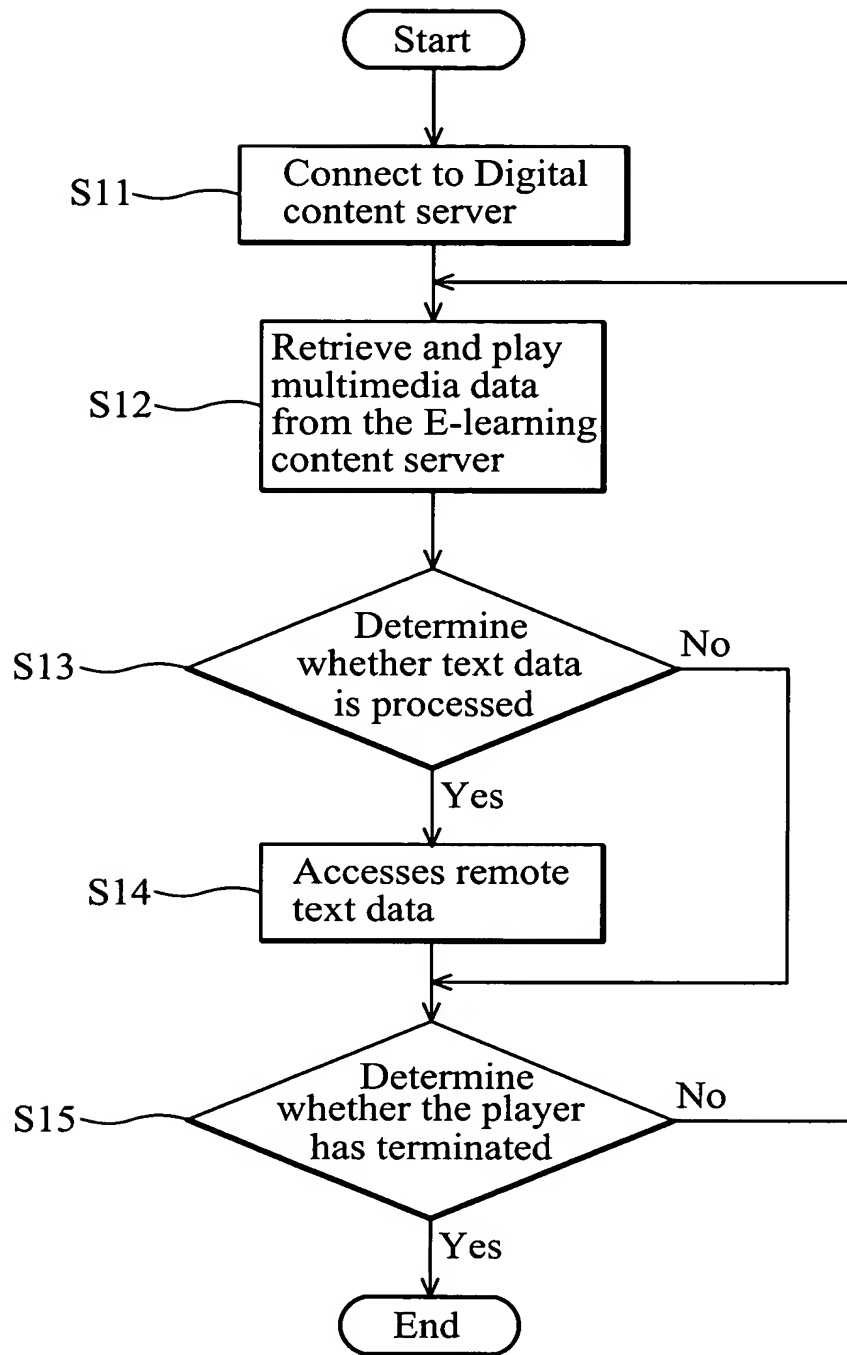 Start
S11
Connect to Digital
content server
S12
Retrieve and play
multimedia data
from the E-learning
content server
S13
Determine
whether text data
is processed
No
Yes
S14
Accesses remote
text data
S15
Determine
whether the player
has terminated
No
Yes
End